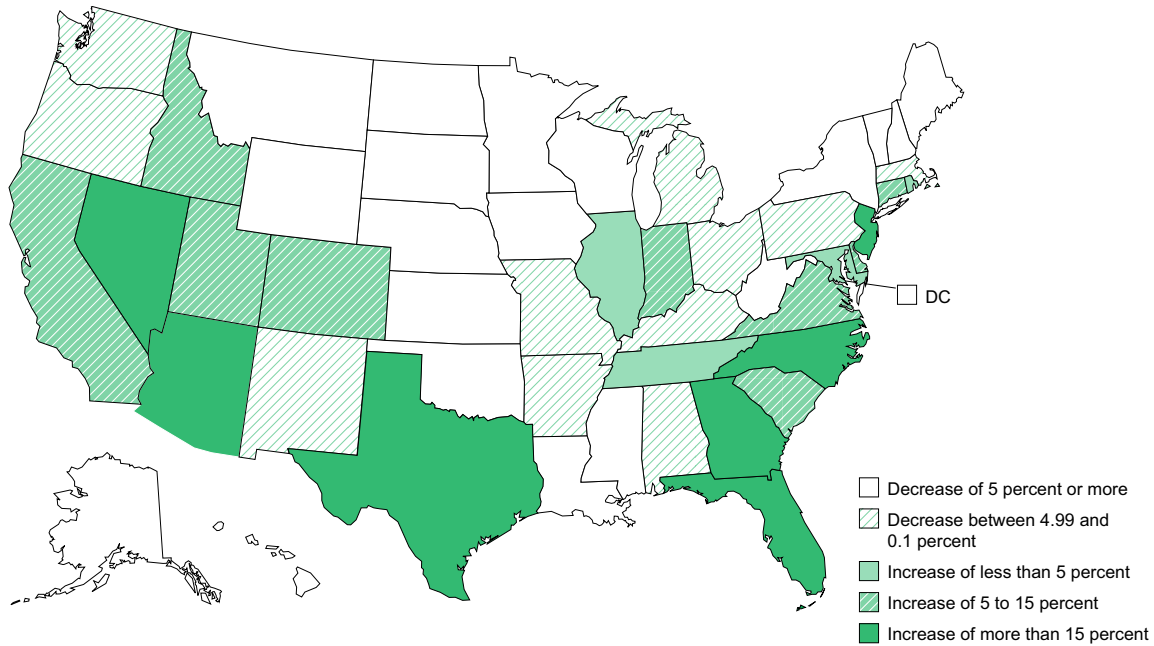 DC
Decrease of 5 percent or more
Decrease between 4.99 and
0.1 percent
Increase of less than 5 percent
Increase of 5 to 15 percent
Increase of more than 15 percent